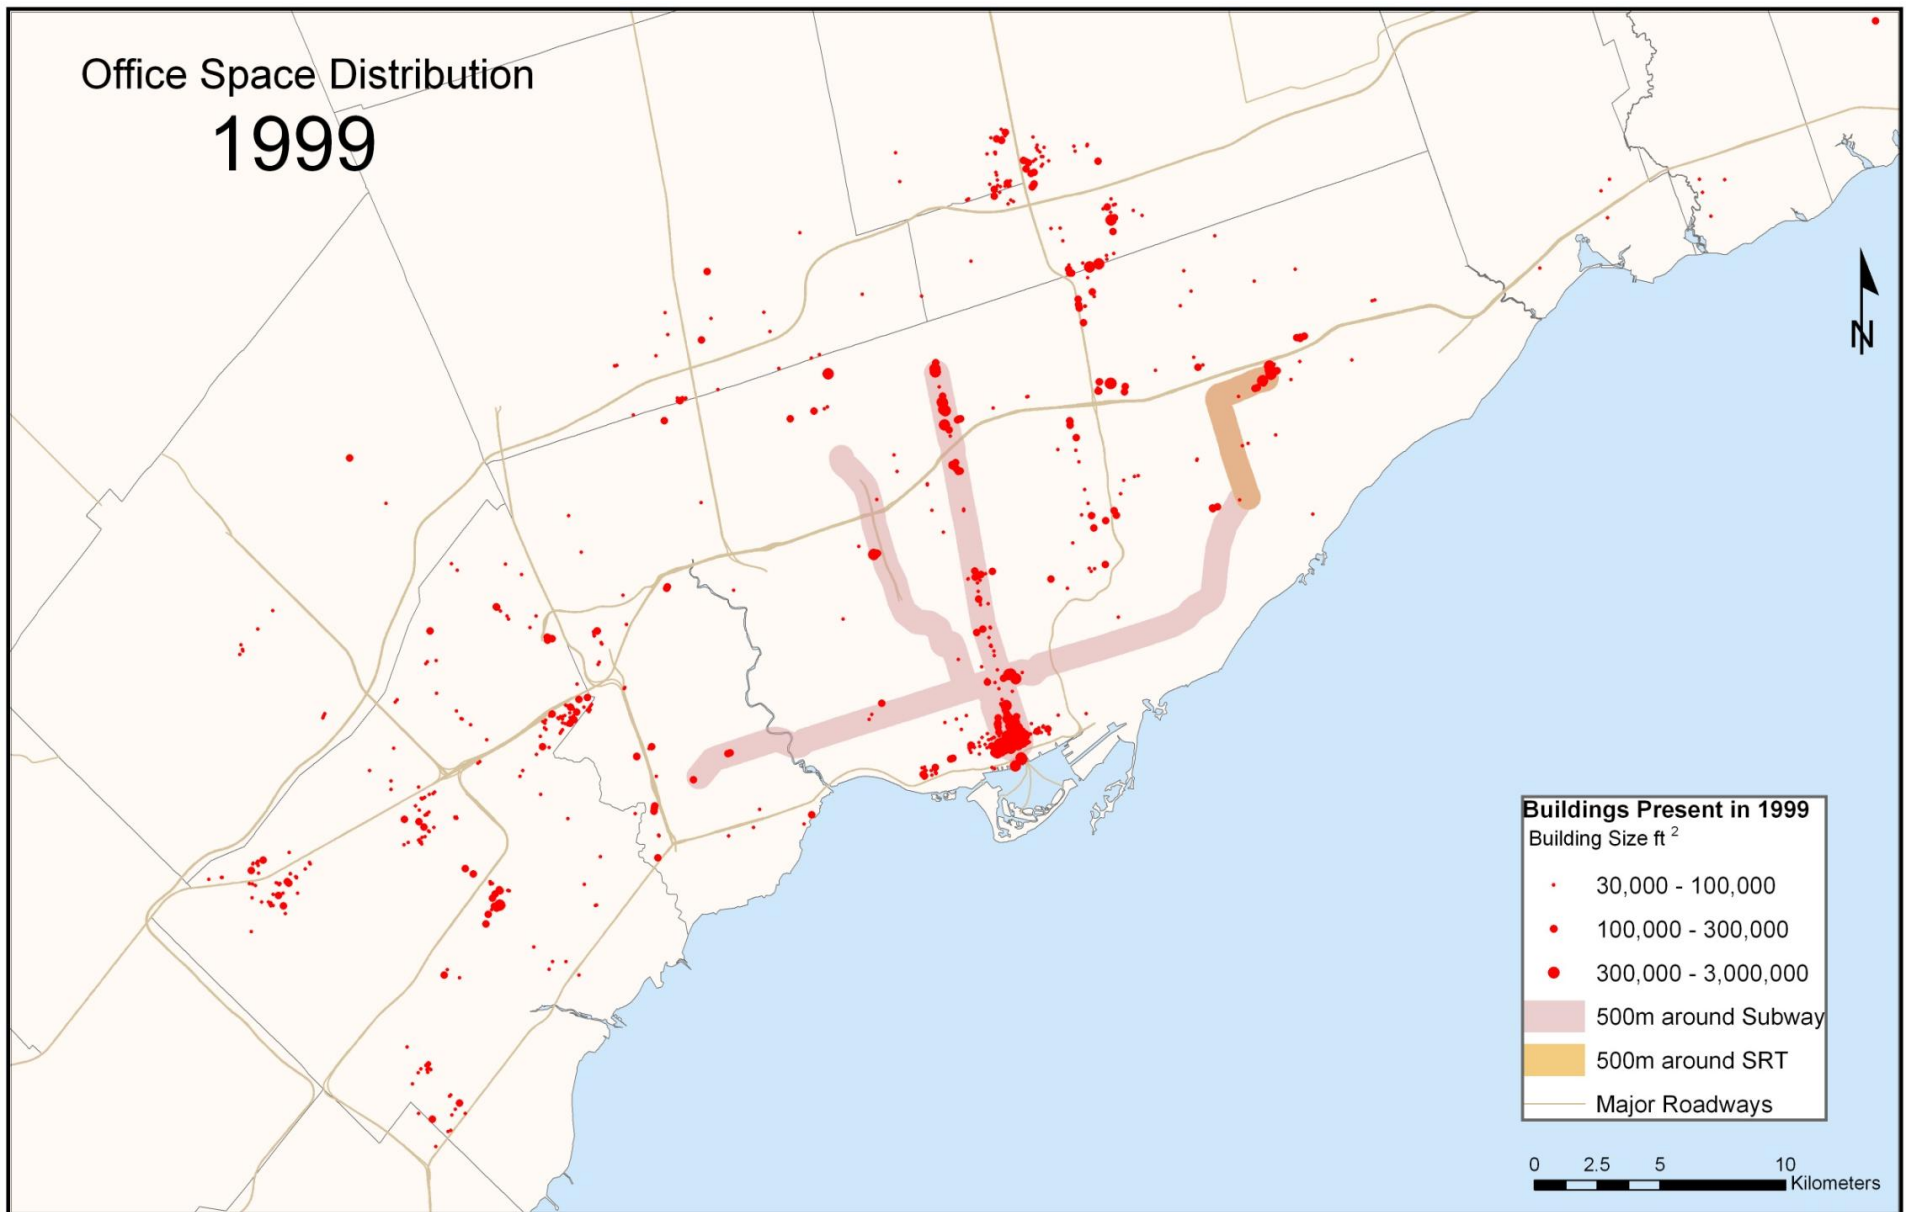 Office Space Distribution
1999
N
Buildings Present in 1999
Building Size ft 2
30,000 - 100,000
100,000 - 300,000
300,000 - 3,000,000
500m around Subway
500m around SRT
Major Roadways
0 2.5 5 10
Kilometers